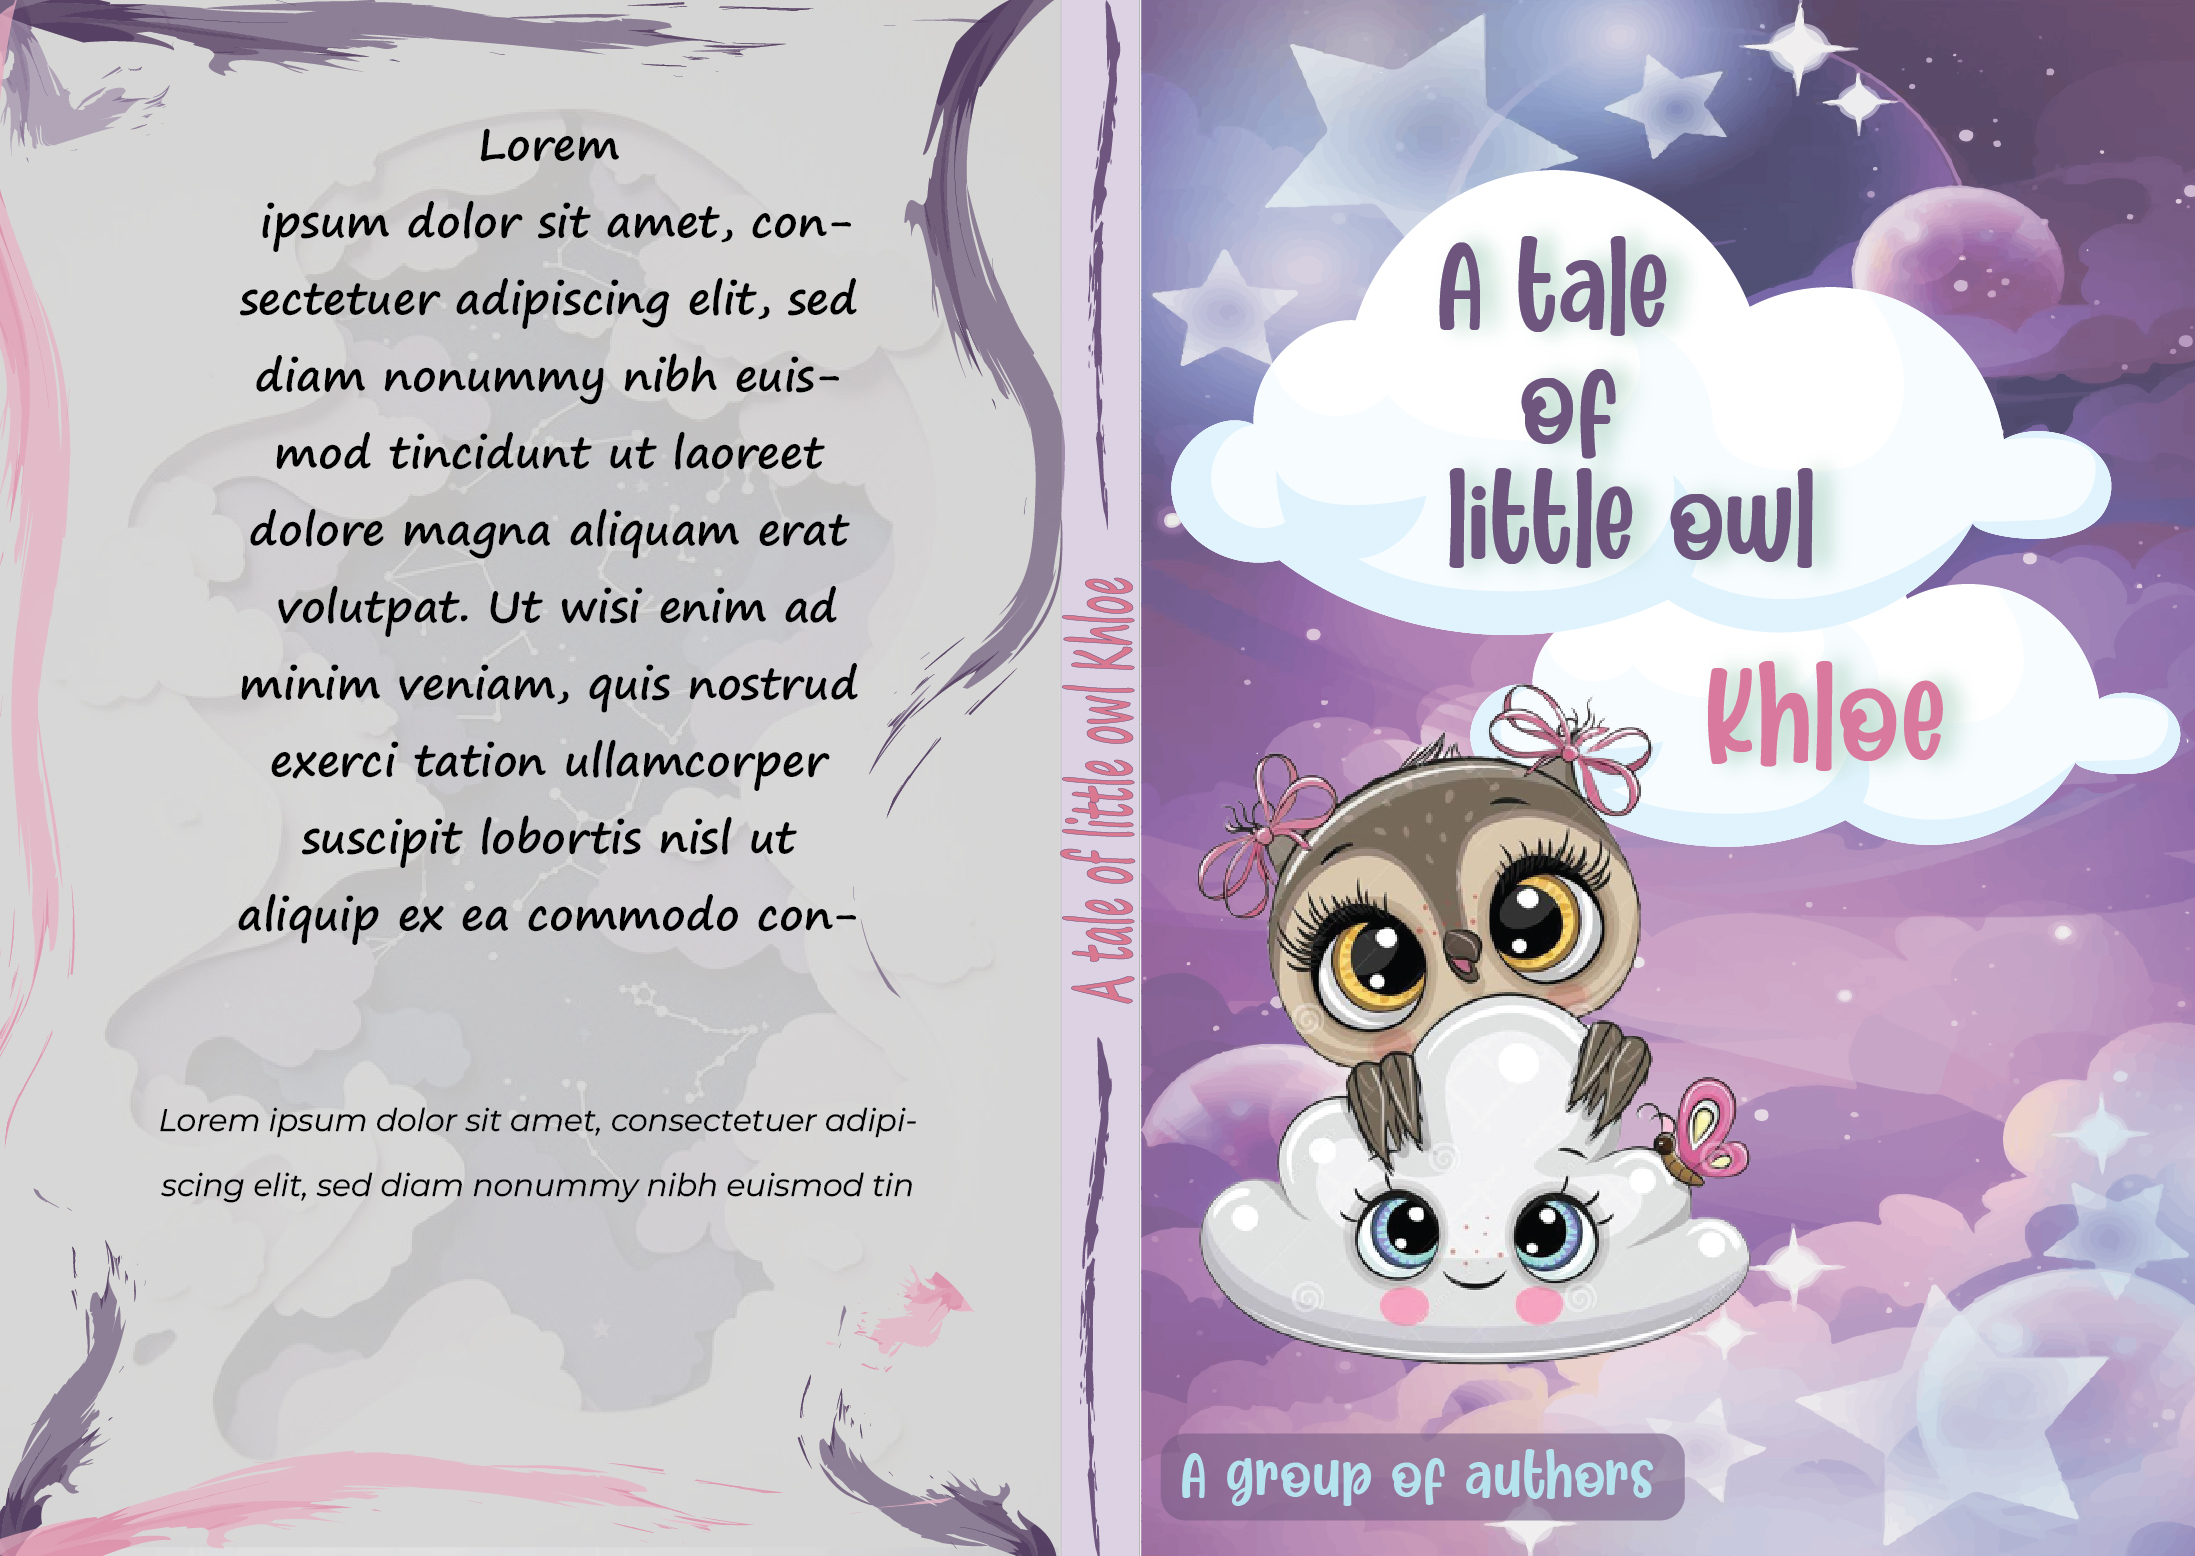 Lorem
ipsum dolor sit amet, con-
sectetuer adipiscing elit, sed
diam nonummy nibh euis-
mod tincidunt ut laoreet
dolore magna aliquam erat
volutpat. Ut wisi enim ad
minim veniam, quis nostrud
exerci tation ullamcorper
suscipit lobortis nisl ut
aliquip ex ea commodo con-
Lorem ipsum dolor sit amet, consectetuer adipi-
scing elit, sed diam nonummy nibh euismod tin
A tale of little owl Khloe
A tale
of
little owl
Khloe
A group of authors